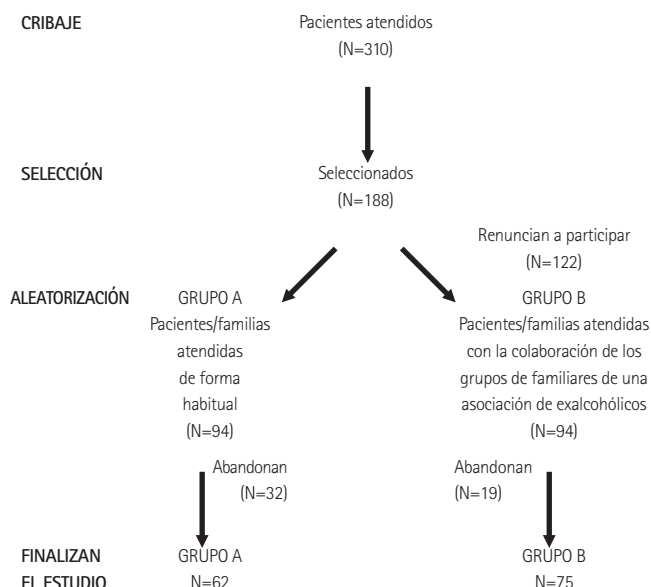 CRIBAJE
Pacientes atendidos
(N=310)
SELECCIÓN
Seleccionados
(N=188)
Renuncian a participar
(N=122)
ALEATORIZACIÓN
GRUPO A
Pacientes/familias
atendidas
de forma
habitual
(N=94)
GRUPO B
Pacientes/familias atendidas
con la colaboración de los
grupos de familiares de una
asociación de exalcohólicos
(N=94)
Abandonan
(N=32)
Abandonan
(N=19)
FINALIZAN
EL ESTUDIO
GRUPO A
N=62
GRUPO B
N=75